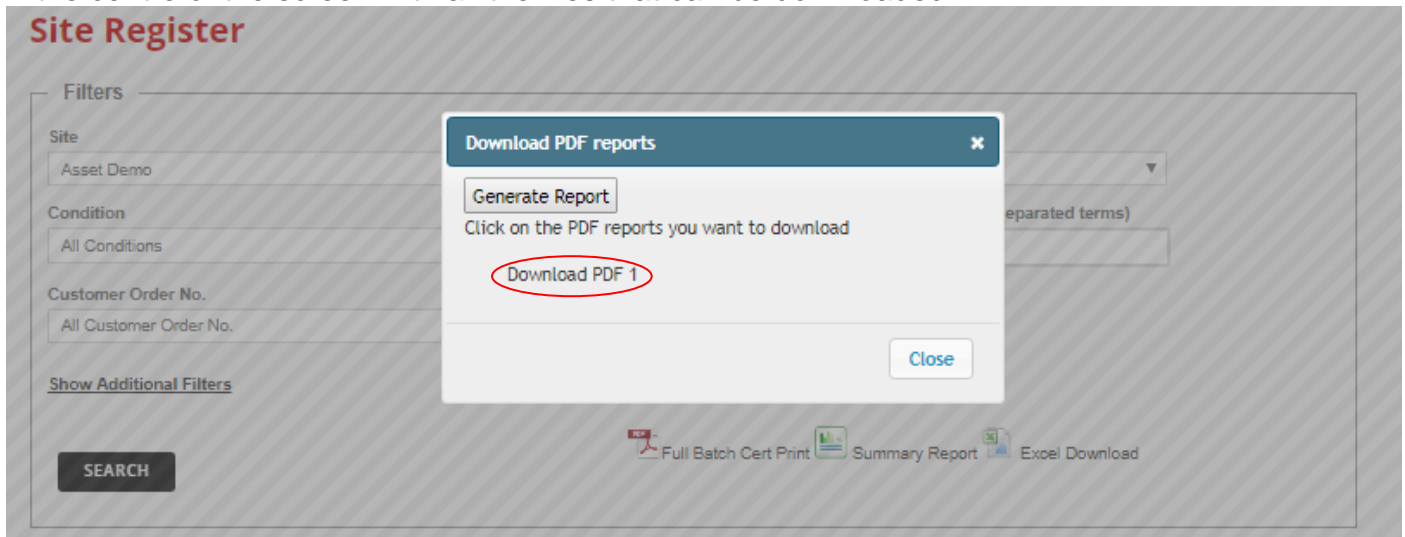 Site Register
Filters
Site
Download PDF reports ×
Asset Demo
Generate Report
Condition
eparated terms)
Click on the PDF reports you want to download
All Conditions
Download PDF 1
Customer Order No.
All Customer Order No.
Close
Show Additional Filters
Full Batch Cert Print Summary Report Excel Download
SEARCH